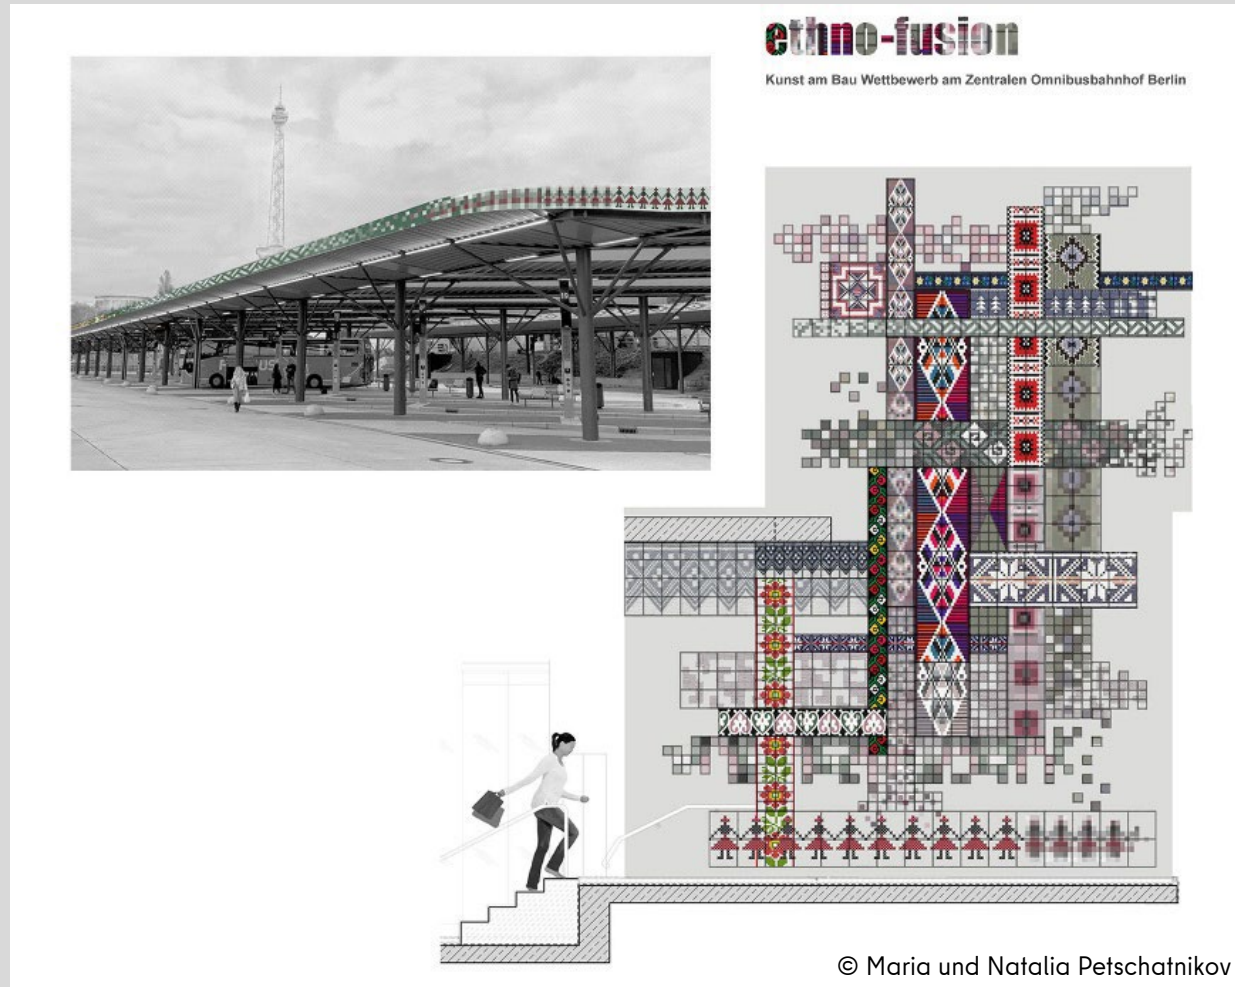 ethno-fusion
Kunst am Bau Wettbewerb am Zentralen Omnibusbahnhof Berlin
© Maria und Natalia Petschatnikov